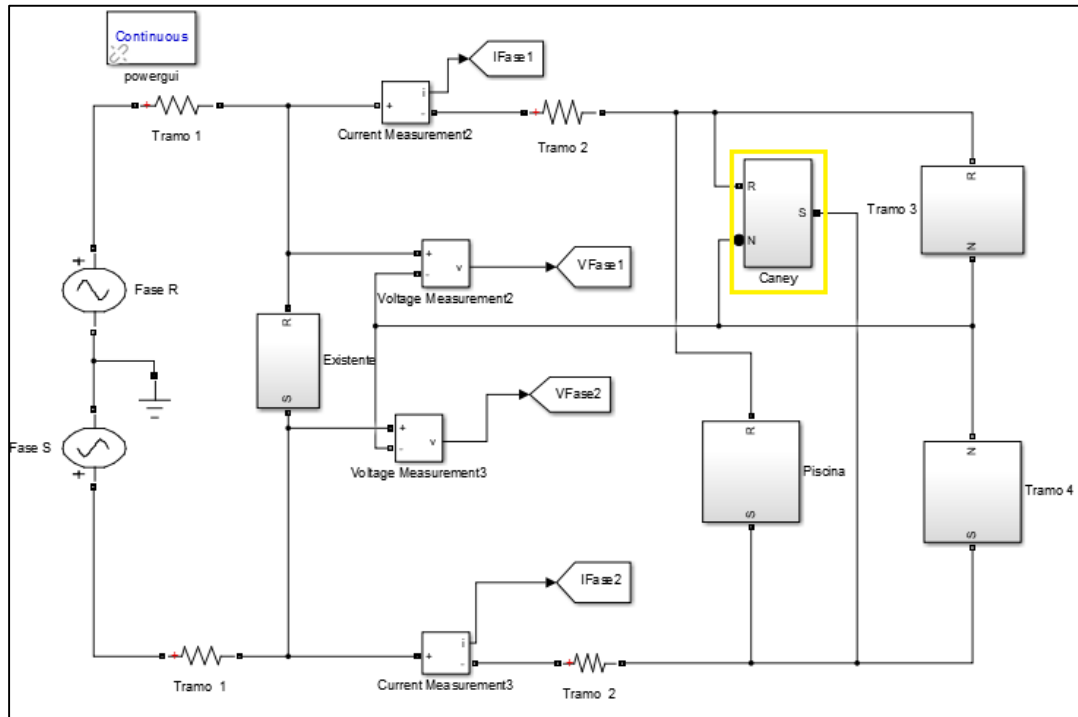 Continuous
powergui
IFase1
+
i
-
Current Measurement2
+
Tramo 1
+
Tramo 2
R
N
S
Caney
R
N
Tramo 3
+
Fase R
+
-
v
Voltage Measurement2
VFase1
R
S
Existente
VFase2
+
-
v
Voltage Measurement3
Fase S
+
R
S
Piscina
N
S
Tramo 4
IFase2
+
i
-
Current Measurement3
+
Tramo 1
+
Tramo 2